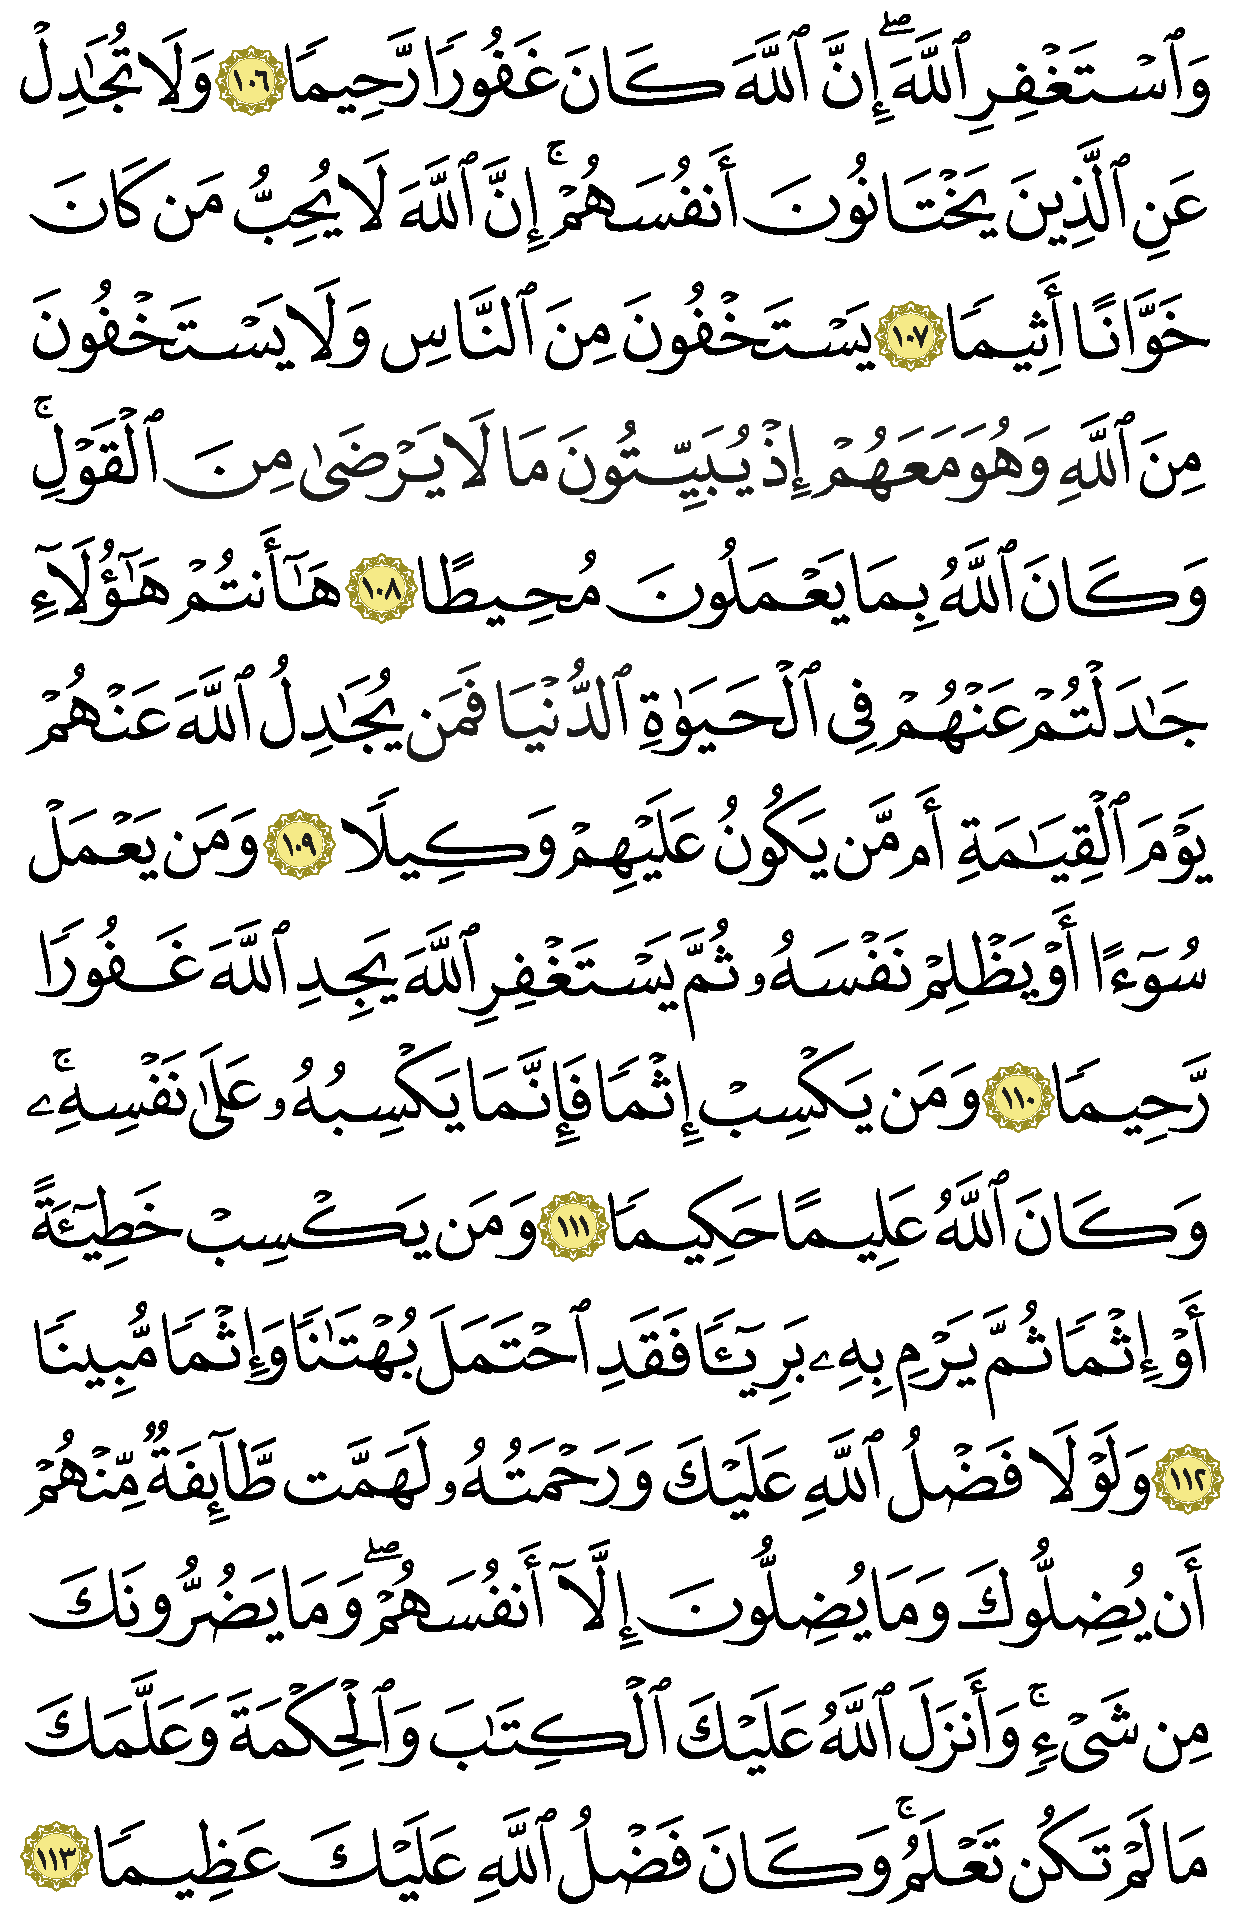 وَٱسْتَغْفِرِ ٱللَّهَ ۖ إِنَّ ٱللَّهَ كَانَ غَفُورًا رَّحِيمًا ١٠٦ وَلَا تُجَٰدِلْ
عَنِ ٱلَّذِينَ يَخْتَانُونَ أَنفُسَهُمْ ۚ إِنَّ ٱللَّهَ لَا يُحِبُّ مَن كَانَ
خَوَّانًا أَثِيمًا ١٠٧ يَسْتَخْفُونَ مِنَ ٱلنَّاسِ وَلَا يَسْتَخْفُونَ
مِنَ ٱللَّهِ وَهُوَ مَعَهُمْ إِذْ يُبَيِّتُونَ مَا لَا يَرْضَىٰ مِنَ ٱلْقَوْلِ ۚ
وَكَانَ ٱللَّهُ بِمَا يَعْمَلُونَ مُحِيطًا ١٠٨ هَٰٓأَنتُمْ هَٰٓؤُلَآءِ
جَٰدَلْتُمْ عَنْهُمْ فِى ٱلْحَيَوٰةِ ٱلدُّنْيَا فَمَن يُجَٰدِلُ ٱللَّهَ عَنْهُمْ
يَوْمَ ٱلْقِيَٰمَةِ أَم مَّن يَكُونُ عَلَيْهِمْ وَكِيلًا ١٠٩ وَمَن يَعْمَلْ
سُوٓءًا أَوْ يَظْلِمْ نَفْسَهُۥ ثُمَّ يَسْتَغْفِرِ ٱللَّهَ يَجِدِ ٱللَّهَ غَفُورًا
رَّحِيمًا ١١٠ وَمَن يَكْسِبْ إِثْمًا فَإِنَّمَا يَكْسِبُهُۥ عَلَىٰ نَفْسِهِۦ ۚ
وَكَانَ ٱللَّهُ عَلِيمًا حَكِيمًا ١١١ وَمَن يَكْسِبْ خَطِيٓـَٔةً
أَوْ إِثْمًا ثُمَّ يَرْمِ بِهِۦ بَرِيٓـًٔا فَقَدِ ٱحْتَمَلَ بُهْتَٰنًا وَإِثْمًا مُّبِينًا
١١٢ وَلَوْلَا فَضْلُ ٱللَّهِ عَلَيْكَ وَرَحْمَتُهُۥ لَهَمَّت طَّآئِفَةٌ مِّنْهُمْ
أَن يُضِلُّوكَ وَمَا يُضِلُّونَ إِلَّآ أَنفُسَهُمْ ۖ وَمَا يَضُرُّونَكَ
مِن شَىْءٍ ۚ وَأَنزَلَ ٱللَّهُ عَلَيْكَ ٱلْكِتَٰبَ وَٱلْحِكْمَةَ وَعَلَّمَكَ
مَا لَمْ تَكُن تَعْلَمُ ۚ وَكَانَ فَضْلُ ٱللَّهِ عَلَيْكَ عَظِيمًا ١١٣